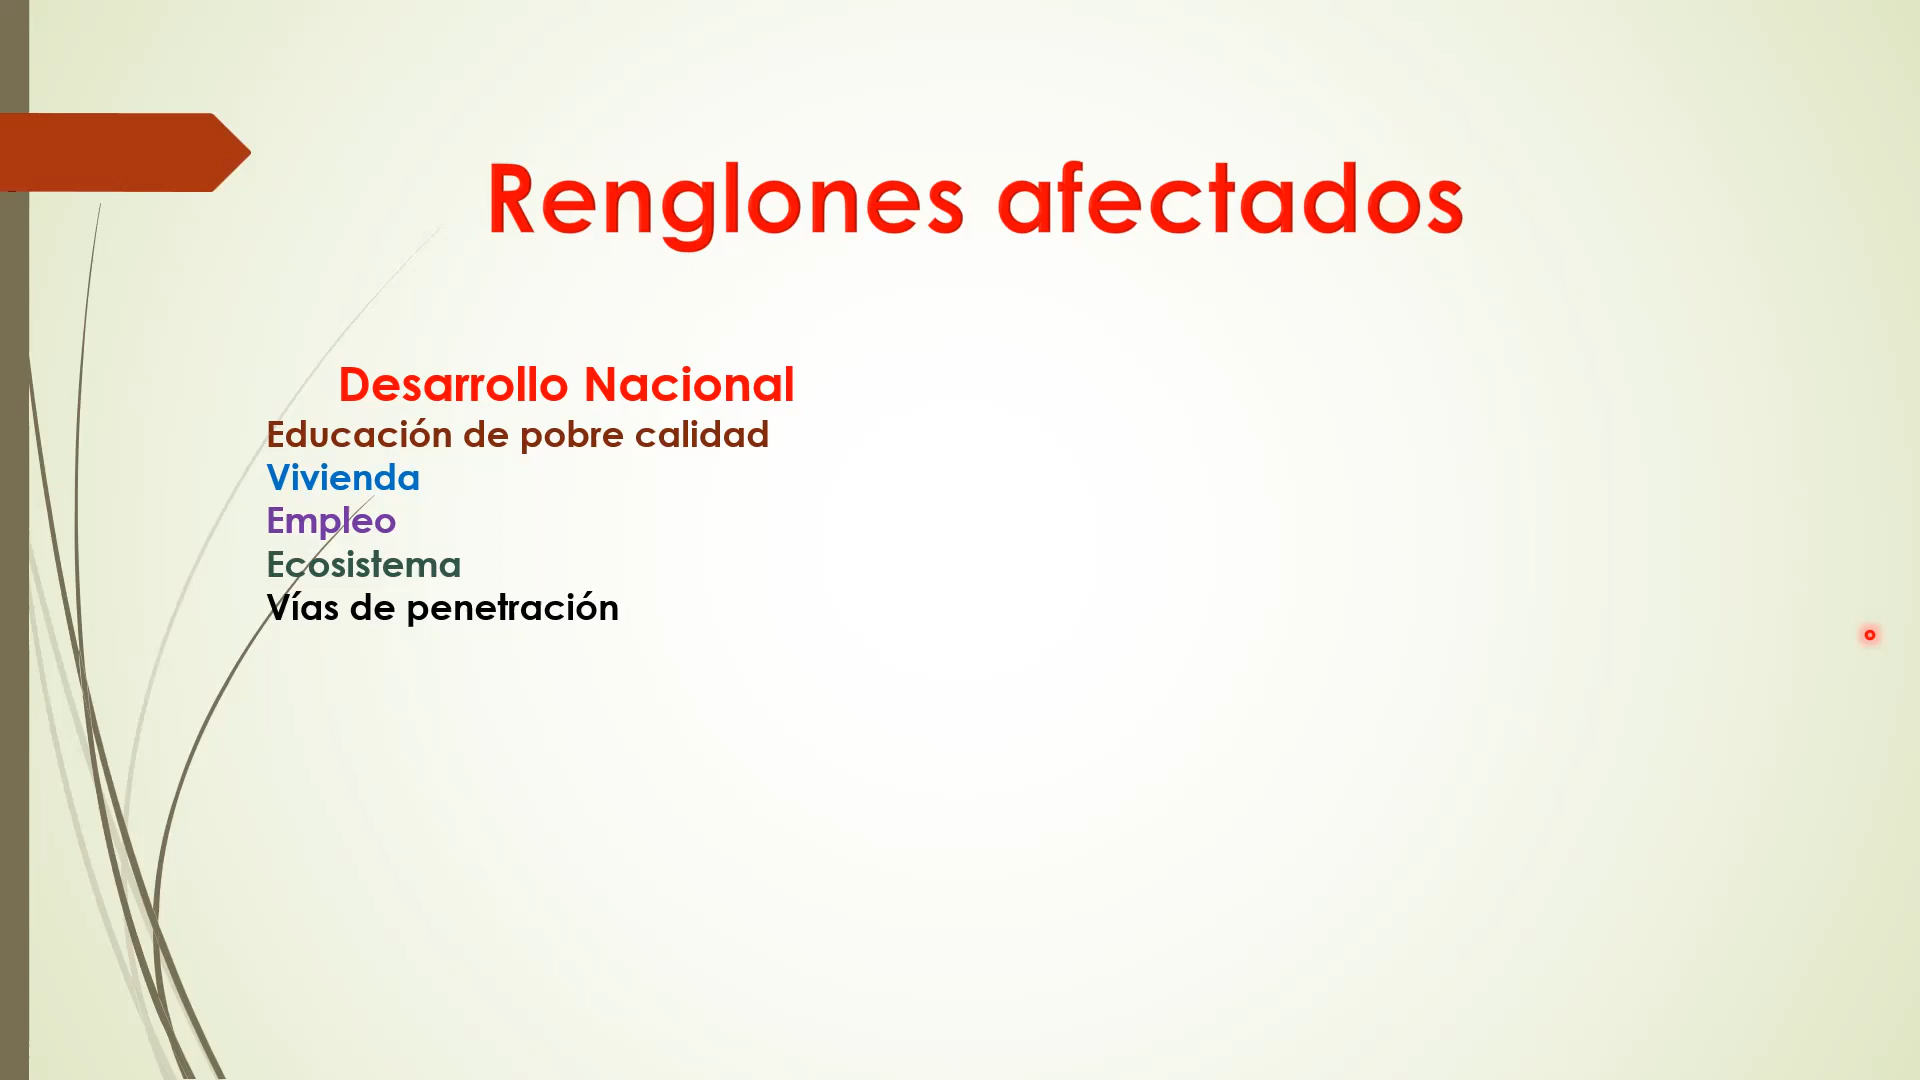 Renglones afectados
Desarrollo Nacional
Educación de pobre calidad
Vivienda
Empleo
Ecosistema
Vías de penetración